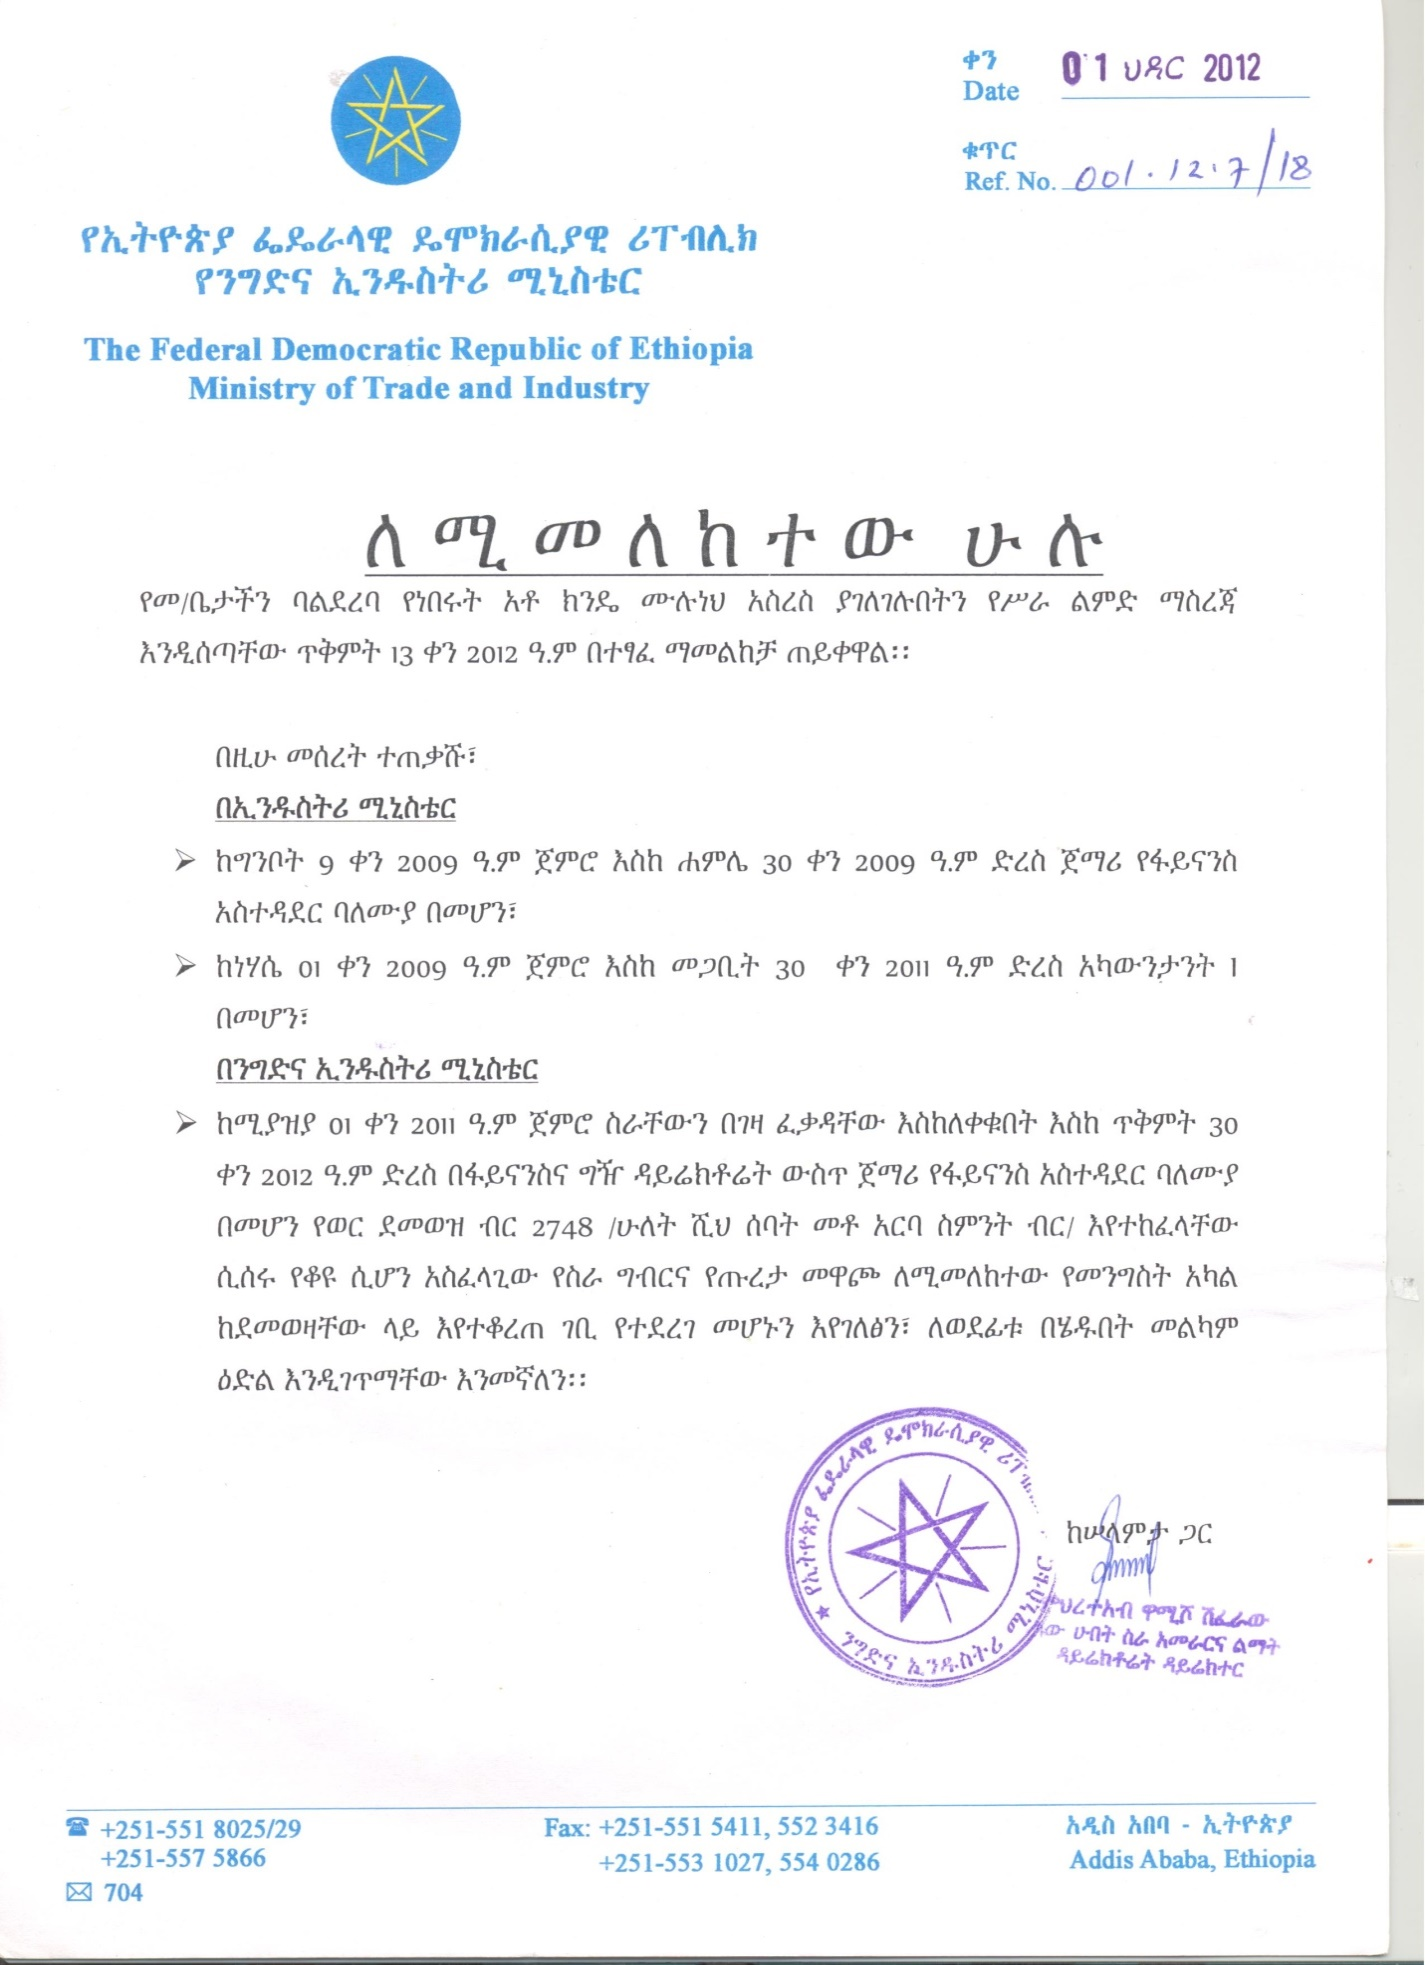 ቀን 01 ህዳር 2012
Date
ቁጥር
Ref. No. 001.12.7/18
የኢትዮጵያ ፌዴራላዊ ዴሞክራሲያዊ ሪፐብሊክ
የንግድና ኢንዱስትሪ ሚኒስቴር
The Federal Democratic Republic of Ethiopia
Ministry of Trade and Industry
ለሚመለከተው ሁሉ
የመ/ቤታችን ባልደረባ የነበሩት አቶ ክንዴ ሙሉነህ አስረስ ያገለገሉበትን የሥራ ልምድ ማስረጃ
እንዲሰጣቸው ጥቅምት 13 ቀን 2012 ዓ.ም በተፃፈ ማመልከቻ ጠይቀዋል፡፡
በዚሁ መሰረት ተጠቃሹ፣
በኢንዱስትሪ ሚኒስቴር
➢ ከግንቦት 9 ቀን 2009 ዓ.ም ጀምሮ እስከ ሐምሌ 30 ቀን 2009 ዓ.ም ድረስ ጀማሪ የፋይናንስ
አስተዳደር ባለሙያ በመሆን፣
➢ ከነሃሴ 01 ቀን 2009 ዓ.ም ጀምሮ እስከ መጋቢት 30 ቀን 2011 ዓ.ም ድረስ አካውንታንት I
በመሆን፣
በንግድና ኢንዱስትሪ ሚኒስቴር
➢ ከሚያዝያ 01 ቀን 2011 ዓ.ም ጀምሮ ስራቸውን በገዛ ፈቃዳቸው እስከለቀቁበት እስከ ጥቅምት 30
ቀን 2012 ዓ.ም ድረስ በፋይናንስና ግዥ ዳይሬክቶሬት ውስጥ ጀማሪ የፋይናንስ አስተዳደር ባለሙያ
በመሆን የወር ደመወዝ ብር 2748 /ሁለት ሺህ ሰባት መቶ አርባ ስምንት ብር/ እየተከፈላቸው
ሲሰሩ የቆዩ ሲሆን አስፈላጊው የስራ ግብርና የጡረታ መዋጮ ለሚመለከተው የመንግስት አካል
ከደመወዛቸው ላይ እየተቆረጠ ገቢ የተደረገ መሆኑን እየገለፅን፣ ለወደፊቱ በሄዱበት መልካም
ዕድል እንዲገጥማቸው እንመኛለን፡፡
የኢትዮጵያ ፌዴራላዊ ዴሞክራሲያዊ
ንግድና ኢንዱስትሪ ሚኒስቴር
ከሠላምታ ጋር
ዋሚሾ ሽፈራው
ሀብት ስራ አመራርና ልማት
ዳይሬክቶሬት ዳይሬክተር
☎ +251-551 8025/29
+251-557 5866
✉ 704
Fax: +251-551 5411, 552 3416
+251-553 1027, 554 0286
አዲስ አበባ - ኢትዮጵያ
Addis Ababa, Ethiopia